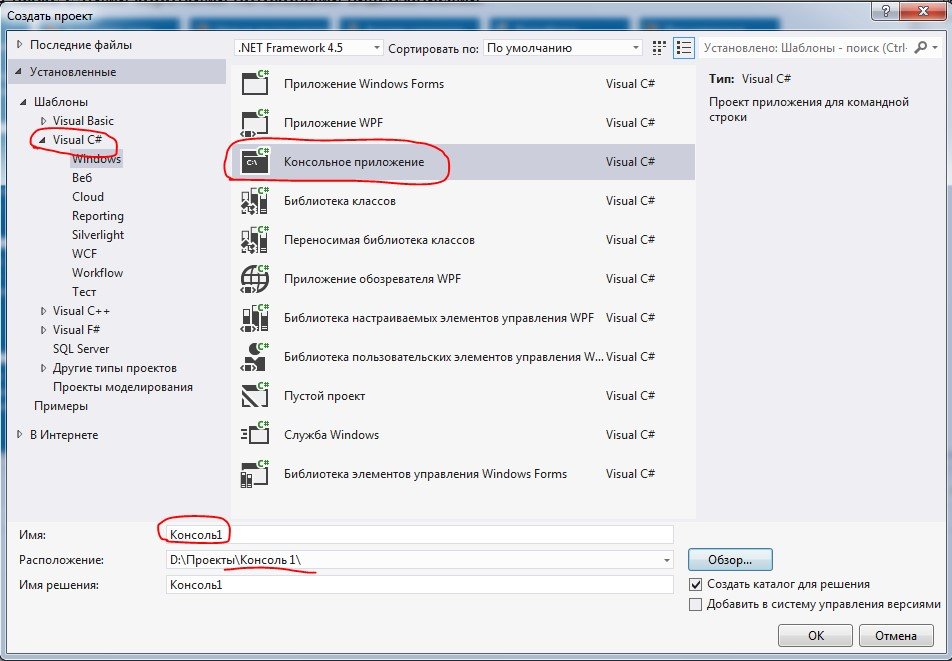 Создать проект
?
Последние файлы
Установленные
Шаблоны
Visual Basic
Visual C#
Windows
Веб
Cloud
Reporting
Silverlight
WCF
Workflow
Тест
Visual C++
Visual F#
SQL Server
Другие типы проектов
Проекты моделирования
Примеры
В Интернете
.NET Framework 4.5 Сортировать по: По умолчанию
C# Приложение Windows Forms Visual C#
C# Приложение WPF Visual C#
C# C:\ Консольное приложение Visual C#
C# Библиотека классов Visual C#
C# Переносимая библиотека классов Visual C#
C# Приложение обозревателя WPF Visual C#
C# Библиотека настраиваемых элементов управления WPF Visual C#
C# Библиотека пользовательских элементов управления W... Visual C#
C# Пустой проект Visual C#
C# Служба Windows Visual C#
C# Библиотека элементов управления Windows Forms Visual C#
Установлено: Шаблоны - поиск (Ctrl-
Тип: Visual C#
Проект приложения для командной
строки
Имя: Консоль1
Расположение: D:\Проекты\Консоль 1\
Имя решения: Консоль1
Обзор...
Создать каталог для решения
Добавить в систему управления версиями
OK Отмена